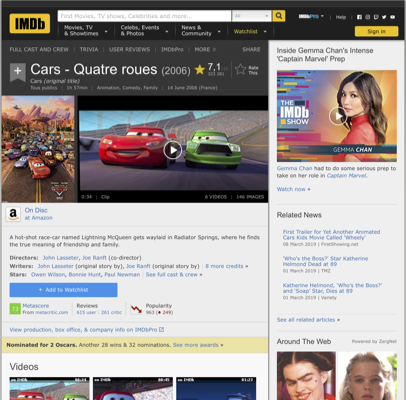 IMDb
Find Movies, TV shows, Celebrities and more...
All
Movies, TV & Showtimes
Celebs, Events & Photos
News & Community
Watchlist
IMDbPro
Help
Sign in
FULL CAST AND CREW | TRIVIA | USER REVIEWS | IMDbPro | MORE
SHARE
Cars - Quatre roues (2006)
7,1
Rate This
Cars (original title)
Tous publics | 1h 57min | Animation, Comedy, Family | 14 June 2006 (France)
0:34 | Clip
6 VIDEOS | 146 IMAGES
On Disc
at Amazon
A hot-shot race-car named Lightning McQueen gets waylaid in Radiator Springs, where he finds
the true meaning of friendship and family.
Directors: John Lasseter, Joe Ranft (co-director)
Writers: John Lasseter (original story by), Joe Ranft (original story by) | 8 more credits »
Stars: Owen Wilson, Bonnie Hunt, Paul Newman | See full cast & crew »
+ Add to Watchlist
73
Metascore
From metacritic.com
Reviews
615 user | 261 critic
Popularity
963 (249)
View production, box office, & company info on IMDbPro
Nominated for 2 Oscars. Another 28 wins & 32 nominations. See more awards »
Videos
Inside Gemma Chan's Intense
'Captain Marvel' Prep
THE IMDb SHOW
GEMMA CHAN
Gemma Chan had to do some serious prep
to take on her role in Captain Marvel.
Watch now »
Related News
First Trailer for Yet Another Animated
Cars Kids Movie Called 'Wheely'
08 March 2019 | FirstShowing.net
'Who's the Boss?' Star Katherine
Helmond Dead at 89
01 March 2019 | TMZ
Katherine Helmond, 'Who's the Boss?'
and 'Soap' Star, Dies at 89
01 March 2019 | Variety
See all related articles »
Around The Web
Powered by ZergNet